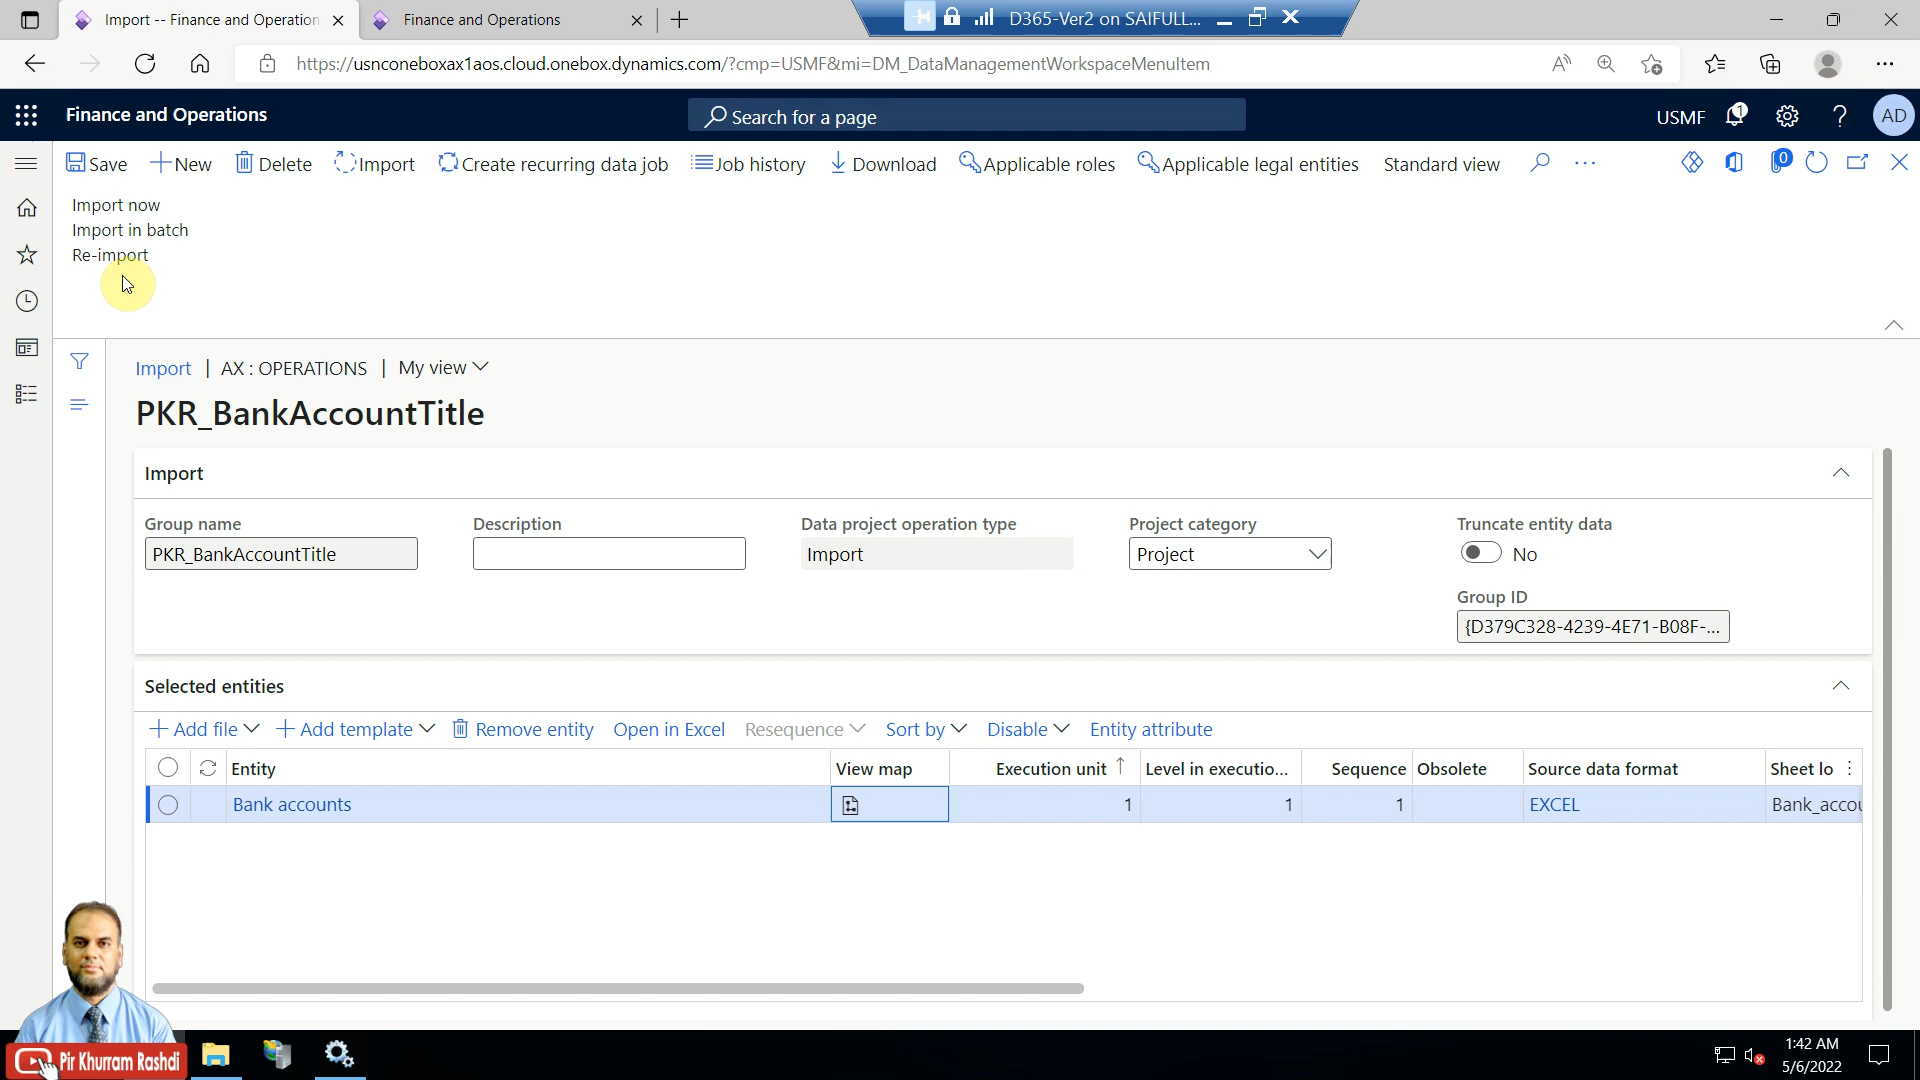 Import -- Finance and Operation
Finance and Operations
D365-Ver2 on SAIFULL...
https://usnconeboxax1aos.cloud.onebox.dynamics.com/?cmp=USMF&mi=DM_DataManagementWorkspaceMenuItem
Finance and Operations
Search for a page
USMF
1
?
AD
Save
New
Delete
Import
Create recurring data job
Job history
Download
Applicable roles
Applicable legal entities
Standard view
0
Import now
Import in batch
Re-import
Import | AX : OPERATIONS | My view
PKR_BankAccountTitle
Import
Group name
Description
Data project operation type
Project category
Truncate entity data
PKR_BankAccountTitle
Import
Project
No
Group ID
{D379C328-4239-4E71-B08F-...
Selected entities
Add file
Add template
Remove entity
Open in Excel
Resequence
Sort by
Disable
Entity attribute
Entity
View map
Execution unit
Level in executio...
Sequence
Obsolete
Source data format
Sheet lo
Bank accounts
1
1
1
EXCEL
Bank_accou
Pir Khurram Rashdi
1:42 AM
5/6/2022